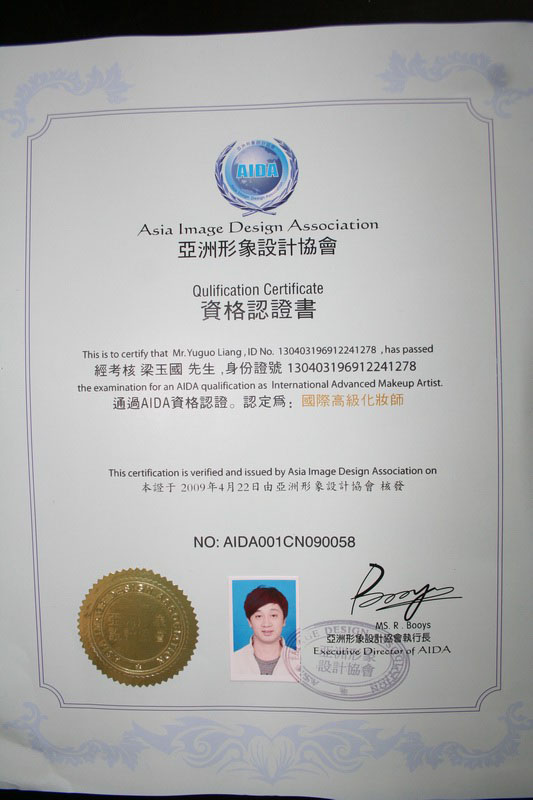 AIDA
Asia Image Design Association
亞洲形象設計協會
Qulification Certificate
資格認證書
This is to certify that Mr. Yuguo Liang , ID No. 130403196912241278 , has passed
經考核 梁玉國 先生 , 身份證號 130403196912241278
the examination for an AIDA qualification as International Advanced Makeup Artist.
通過AIDA資格認證。認定爲：國際高級化妝師
This certification is verified and issued by Asia Image Design Association on
本證于 2009年4月22日由亞洲形象設計協會 核發
NO: AIDA001CN090058
Booys
MS. R . Booys
亞洲形象設計協會執行長
Executive Director of AIDA
亞洲形象
設計協會